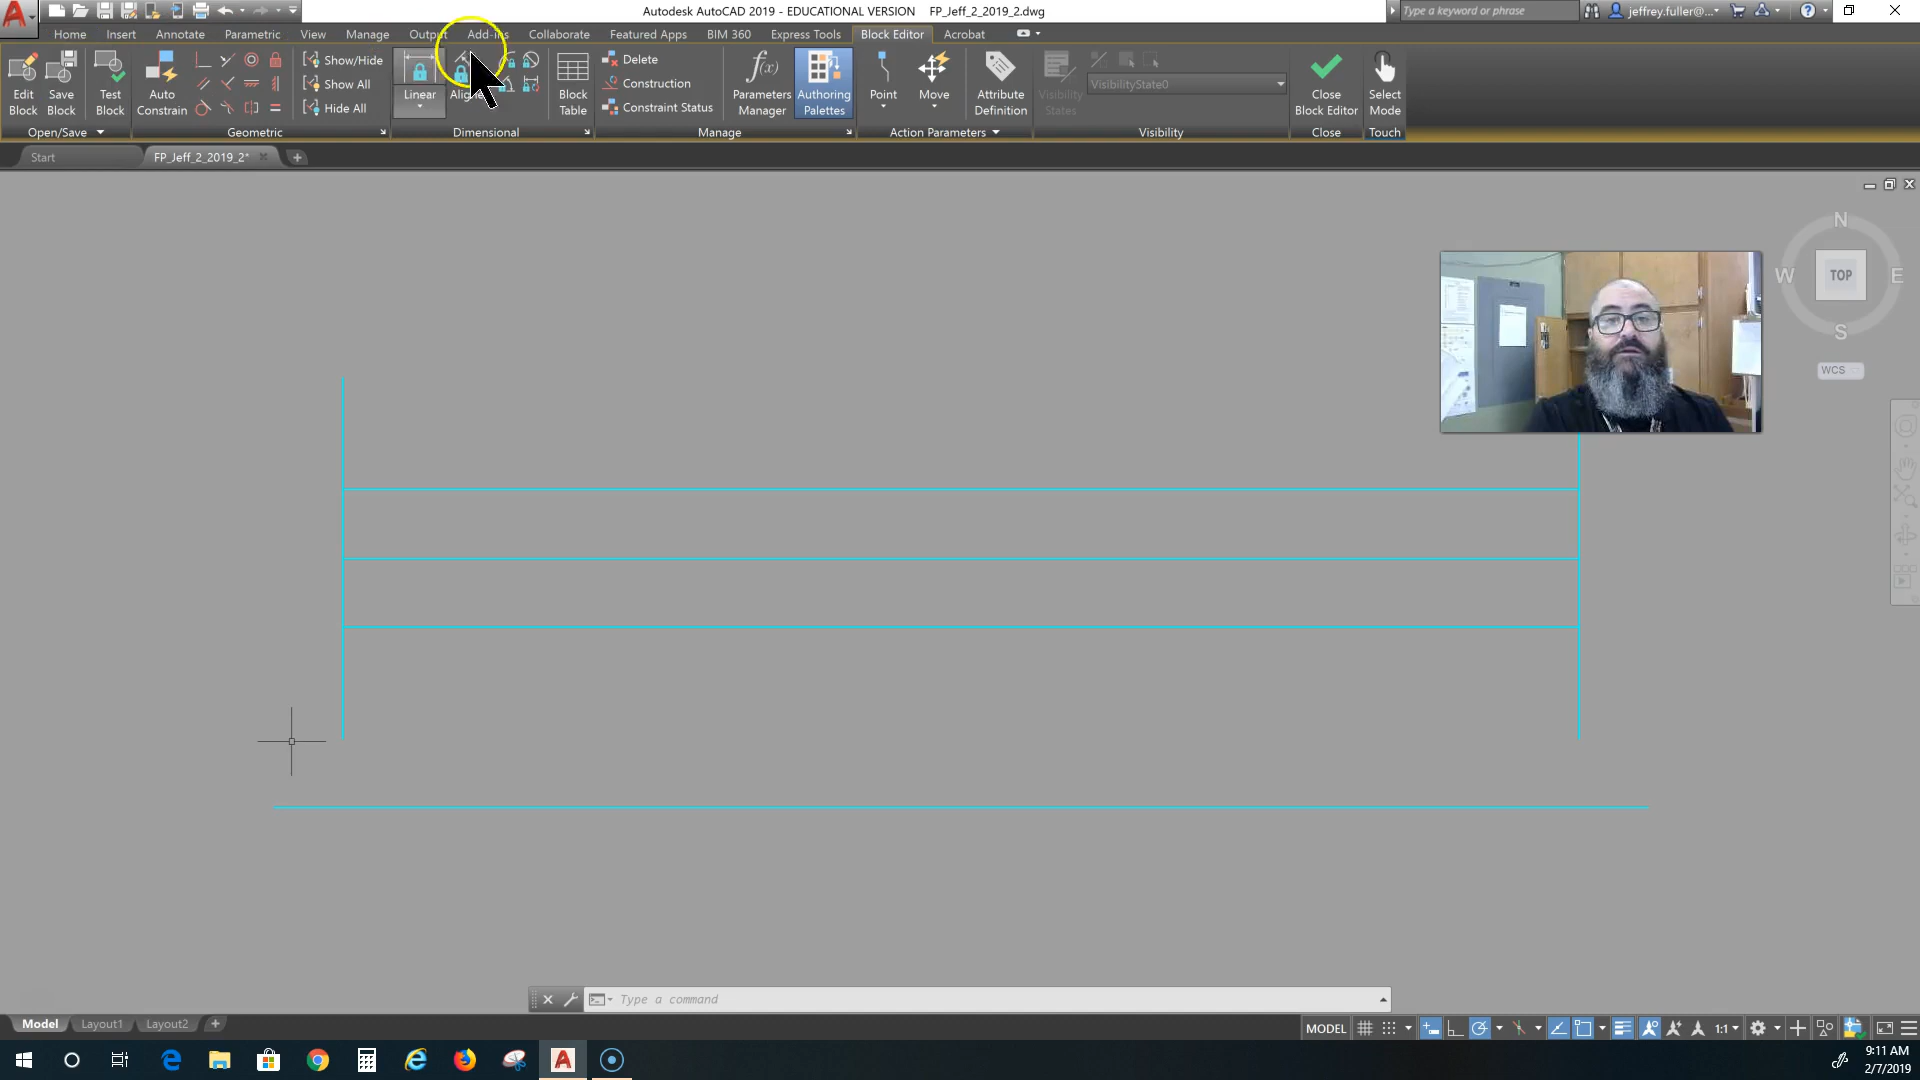 Autodesk AutoCAD 2019 - EDUCATIONAL VERSION FP_Jeff_2_2019_2.dwg
Type a keyword or phrase
jeffrey.fuller@...
Home Insert Annotate Parametric View Manage Output Add-ins Collaborate Featured Apps BIM 360 Express Tools Block Editor Acrobat
Edit Block
Save Block
Test Block
Auto Constrain
Show/Hide
Show All
Hide All
Linear
Block Table
Delete
Construction
Constraint Status
f(x)
Parameters Manager
Authoring Palettes
Point
Move
Attribute Definition
Visibility States
VisibilityState0
Close Block Editor
Select Mode
Open/Save Geometric Dimensional Manage Action Parameters Visibility Close Touch
Start FP_Jeff_2_2019_2*
N
W TOP E
S
WCS
Type a command
Model Layout1 Layout2
MODEL 1:1
9:11 AM
2/7/2019